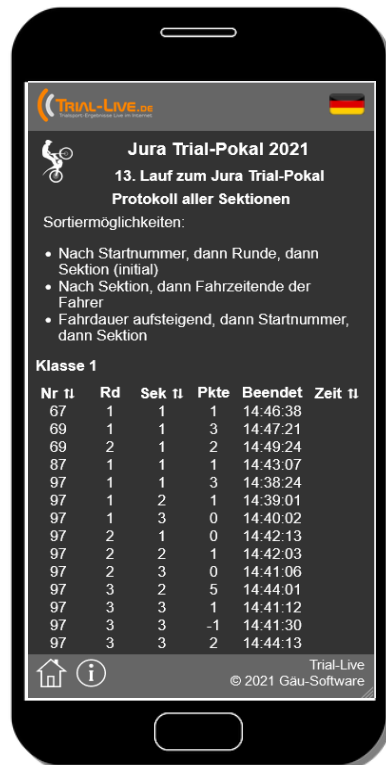 TRIAL-LIVE.DE
Trialsport Ergebnisse Live im Internet
Jura Trial-Pokal 2021
13. Lauf zum Jura Trial-Pokal
Protokoll aller Sektionen
Sortiermöglichkeiten:
• Nach Startnummer, dann Runde, dann
Sektion (initial)
• Nach Sektion, dann Fahrzeitende der
Fahrer
• Fahrdauer aufsteigend, dann Startnummer,
dann Sektion
Klasse 1
Nr ⇅ Rd Sek ⇅ Pkte Beendet Zeit ⇅
67 1 1 1 14:46:38
69 1 1 3 14:47:21
69 2 1 2 14:49:24
87 1 1 1 14:43:07
97 1 1 3 14:38:24
97 1 2 1 14:39:01
97 1 3 0 14:40:02
97 2 1 0 14:42:13
97 2 2 1 14:42:03
97 2 3 0 14:41:06
97 3 2 5 14:44:01
97 3 3 1 14:41:12
97 3 3 -1 14:41:30
97 3 3 2 14:44:13
Trial-Live
© 2021 Gäu-Software